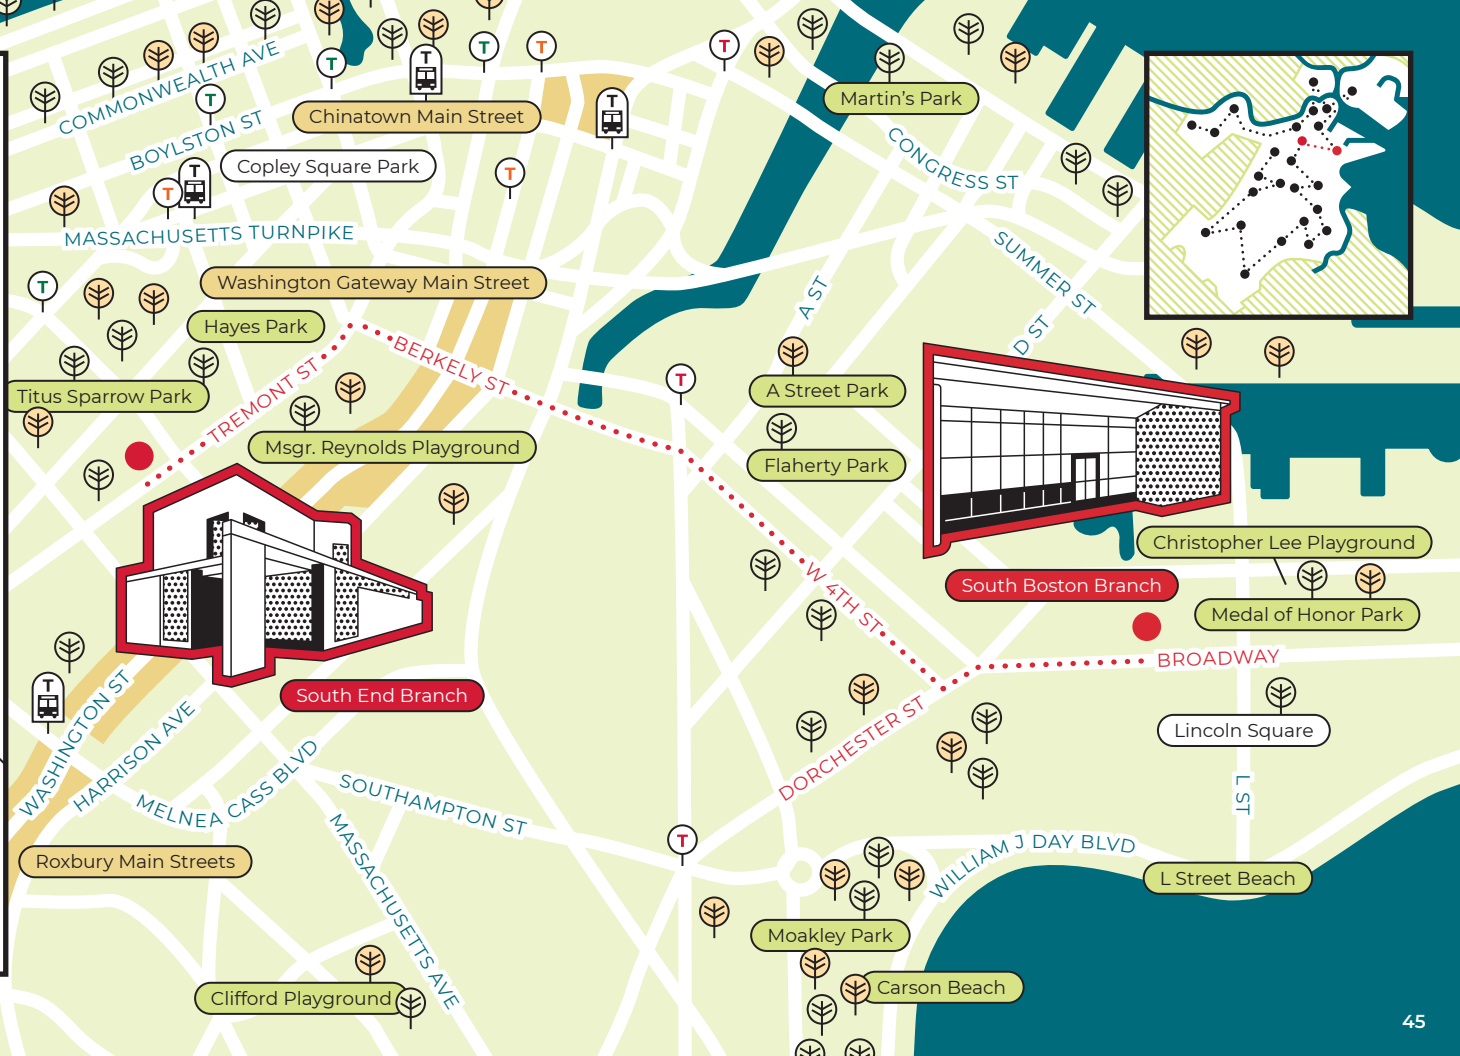 COMMONWEALTH AVE
T
T
T
T
T
T
Chinatown Main Street
Martin's Park
BOYLSTON ST
T
T
Copley Square Park
CONGRESS ST
T
T
T
MASSACHUSETTS TURNPIKE
SUMMER ST
Washington Gateway Main Street
T
A ST
Hayes Park
D ST
BERKELY ST
TREMONT ST
T
Titus Sparrow Park
A Street Park
Msgr. Reynolds Playground
Flaherty Park
Christopher Lee Playground
W 4TH ST
South Boston Branch
Medal of Honor Park
BROADWAY
T
South End Branch
WASHINGTON ST
HARRISON AVE
DORCHESTER ST
Lincoln Square
MELNEA CASS BLVD
SOUTHAMPTON ST
L ST
T
MASSACHUSETTS AVE
WILLIAM J DAY BLVD
Roxbury Main Streets
L Street Beach
Moakley Park
Clifford Playground
Carson Beach
45